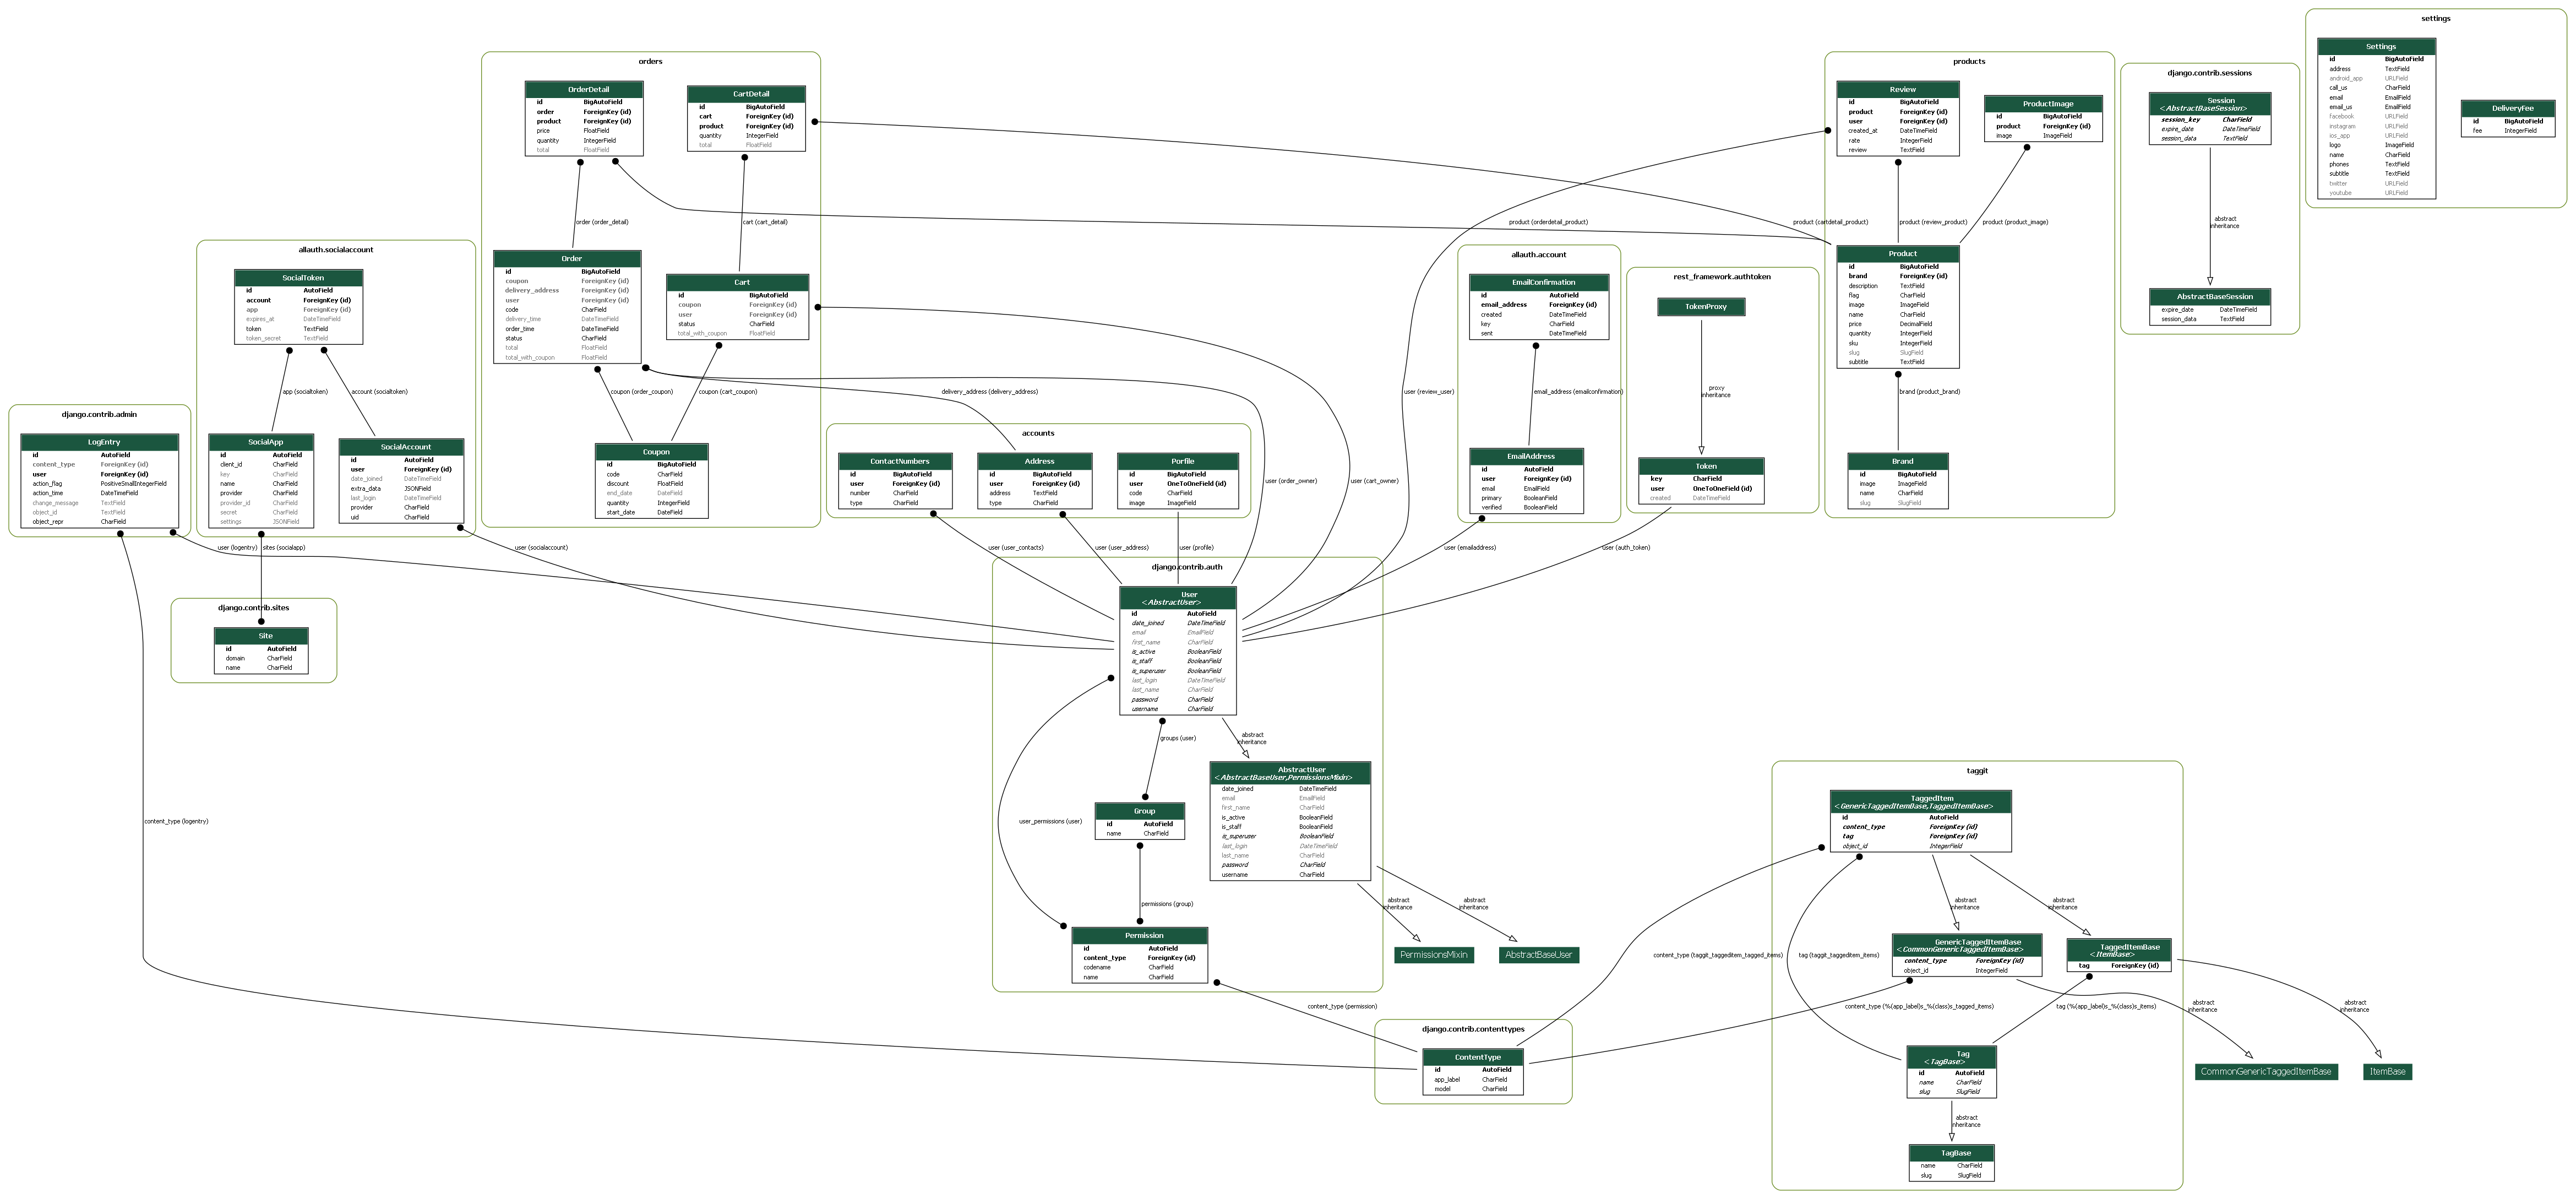 settings
Settings
id BigAutoField
address TextField
android_app URLField
call_us CharField
email EmailField
email_us EmailField
facebook URLField
instagram URLField
ios_app URLField
logo ImageField
name CharField
phones TextField
subtitle TextField
twitter URLField
youtube URLField
DeliveryFee
id BigAutoField
fee IntegerField
orders
OrderDetail
id BigAutoField
order ForeignKey (id)
product ForeignKey (id)
price FloatField
quantity IntegerField
total FloatField
CartDetail
id BigAutoField
cart ForeignKey (id)
product ForeignKey (id)
quantity IntegerField
total FloatField
order (order_detail)
cart (cart_detail)
product (orderdetail_product)
product (cartdetail_product)
Order
id BigAutoField
coupon ForeignKey (id)
delivery_address ForeignKey (id)
user ForeignKey (id)
code CharField
delivery_time DateTimeField
order_time DateTimeField
status CharField
total FloatField
total_with_coupon FloatField
Cart
id BigAutoField
coupon ForeignKey (id)
user ForeignKey (id)
status CharField
total_with_coupon FloatField
coupon (order_coupon)
coupon (cart_coupon)
delivery_address (delivery_address)
Coupon
id BigAutoField
code CharField
discount FloatField
end_date DateField
quantity IntegerField
start_date DateField
products
Review
id BigAutoField
product ForeignKey (id)
user ForeignKey (id)
created_at DateTimeField
rate IntegerField
review TextField
ProductImage
id BigAutoField
product ForeignKey (id)
image ImageField
product (review_product)
product (product_image)
Product
id BigAutoField
brand ForeignKey (id)
description TextField
flag CharField
image ImageField
name CharField
price DecimalField
quantity IntegerField
sku IntegerField
slug SlugField
subtitle TextField
brand (product_brand)
Brand
id BigAutoField
image ImageField
name CharField
slug SlugField
django.contrib.sessions
Session
<AbstractBaseSession>
session_key CharField
expire_date DateTimeField
session_data TextField
abstract
inheritance
AbstractBaseSession
expire_date DateTimeField
session_data TextField
allauth.socialaccount
SocialToken
id AutoField
account ForeignKey (id)
app ForeignKey (id)
expires_at DateTimeField
token TextField
token_secret TextField
app (socialtoken)
account (socialtoken)
SocialApp
id AutoField
client_id CharField
key CharField
name CharField
provider CharField
provider_id CharField
secret CharField
settings JSONField
SocialAccount
id AutoField
user ForeignKey (id)
date_joined DateTimeField
extra_data JSONField
last_login DateTimeField
provider CharField
uid CharField
django.contrib.admin
LogEntry
id AutoField
content_type ForeignKey (id)
user ForeignKey (id)
action_flag PositiveSmallIntegerField
action_time DateTimeField
change_message TextField
object_id TextField
object_repr CharField
user (logentry)
sites (socialapp)
user (socialaccount)
content_type (logentry)
django.contrib.sites
Site
id AutoField
domain CharField
name CharField
accounts
ContactNumbers
id BigAutoField
user ForeignKey (id)
number CharField
type CharField
Address
id BigAutoField
user ForeignKey (id)
address TextField
type CharField
Porfile
id BigAutoField
user OneToOneField (id)
code CharField
image ImageField
user (user_contacts)
user (user_address)
user (profile)
user (order_owner)
user (cart_owner)
user (review_user)
allauth.account
EmailConfirmation
id AutoField
email_address ForeignKey (id)
created DateTimeField
key CharField
sent DateTimeField
email_address (emailconfirmation)
EmailAddress
id AutoField
user ForeignKey (id)
email EmailField
primary BooleanField
verified BooleanField
user (emailaddress)
rest_framework.authtoken
TokenProxy
proxy
inheritance
Token
key CharField
user OneToOneField (id)
created DateTimeField
user (auth_token)
django.contrib.auth
User
<AbstractUser>
id AutoField
date_joined DateTimeField
email EmailField
first_name CharField
is_active BooleanField
is_staff BooleanField
is_superuser BooleanField
last_login DateTimeField
last_name CharField
password CharField
username CharField
groups (user)
abstract
inheritance
user_permissions (user)
AbstractUser
<AbstractBaseUser,PermissionsMixin>
date_joined DateTimeField
email EmailField
first_name CharField
is_active BooleanField
is_staff BooleanField
is_superuser BooleanField
last_login DateTimeField
last_name CharField
password CharField
username CharField
Group
id AutoField
name CharField
permissions (group)
Permission
id AutoField
content_type ForeignKey (id)
codename CharField
name CharField
abstract
inheritance
abstract
inheritance
PermissionsMixin
AbstractBaseUser
content_type (permission)
django.contrib.contenttypes
ContentType
id AutoField
app_label CharField
model CharField
taggit
TaggedItem
<GenericTaggedItemBase,TaggedItemBase>
id AutoField
content_type ForeignKey (id)
tag ForeignKey (id)
object_id IntegerField
abstract
inheritance
abstract
inheritance
content_type (taggit_taggeditem_tagged_items)
tag (taggit_taggeditem_items)
GenericTaggedItemBase
<CommonGenericTaggedItemBase>
content_type ForeignKey (id)
object_id IntegerField
TaggedItemBase
<ItemBase>
tag ForeignKey (id)
content_type (%(app_label)s_%(class)s_tagged_items)
tag (%(app_label)s_%(class)s_items)
abstract
inheritance
abstract
inheritance
Tag
<TagBase>
id AutoField
name CharField
slug SlugField
CommonGenericTaggedItemBase
ItemBase
abstract
inheritance
TagBase
name CharField
slug SlugField